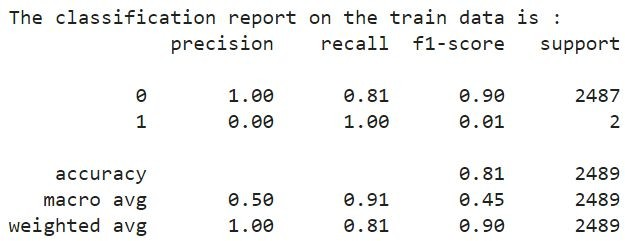 The classification report on the train data is :
precision recall f1-score support
0 1.00 0.81 0.90 2487
1 0.00 1.00 0.01 2
accuracy 0.81 2489
macro avg 0.50 0.91 0.45 2489
weighted avg 1.00 0.81 0.90 2489